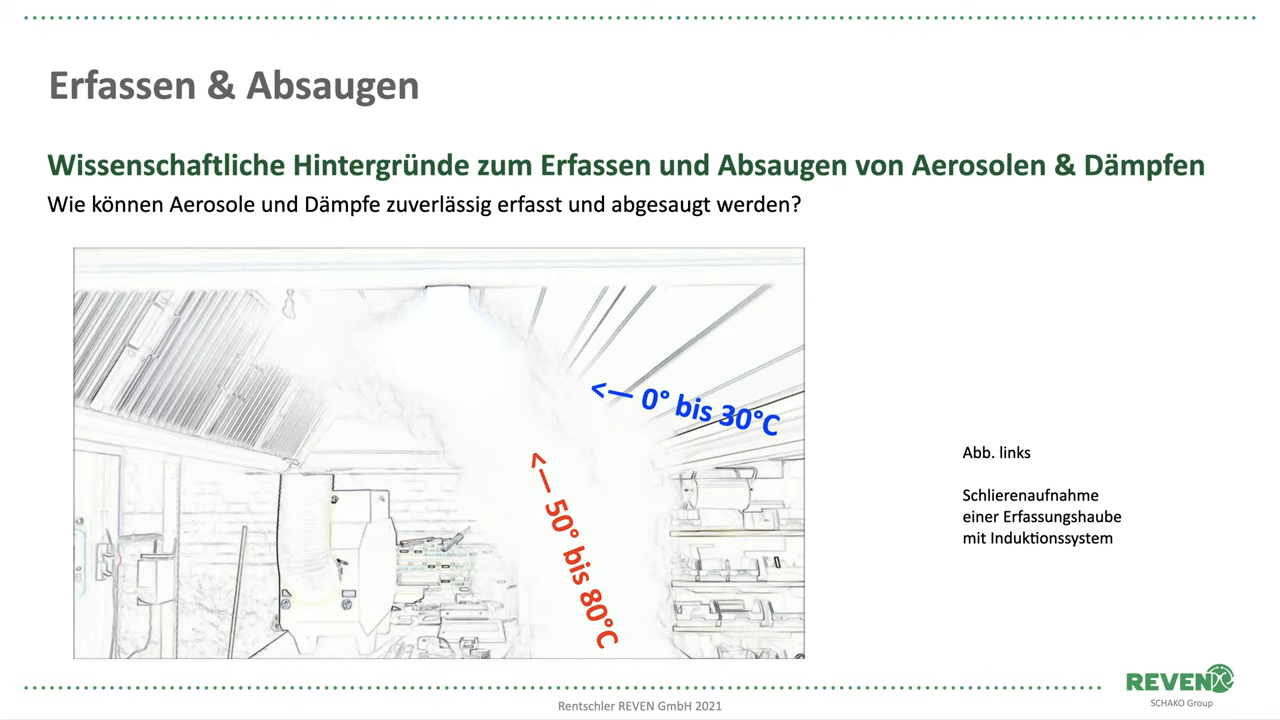 Erfassen & Absaugen
Wissenschaftliche Hintergründe zum Erfassen und Absaugen von Aerosolen & Dämpfen
Wie können Aerosole und Dämpfe zuverlässig erfasst und abgesaugt werden?
<— 0° bis 30°C
<— 50° bis 80°C
Abb. links
Schlierenaufnahme
einer Erfassungshaube
mit Induktionssystem
REVEN
SCHAKO Group
Rentschler REVEN GmbH 2021